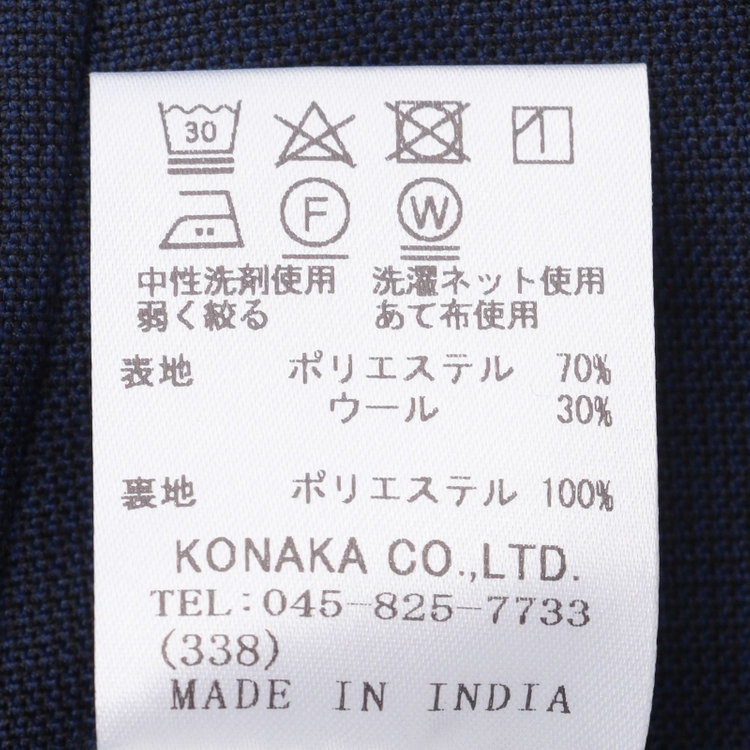 30
F W
中性洗剤使用 洗濯ネット使用
弱く絞る あて布使用
表地 ポリエステル 70%
ウール 30%
裏地 ポリエステル 100%
KONAKA CO.,LTD.
TEL:045-825-7733
(338)
MADE IN INDIA